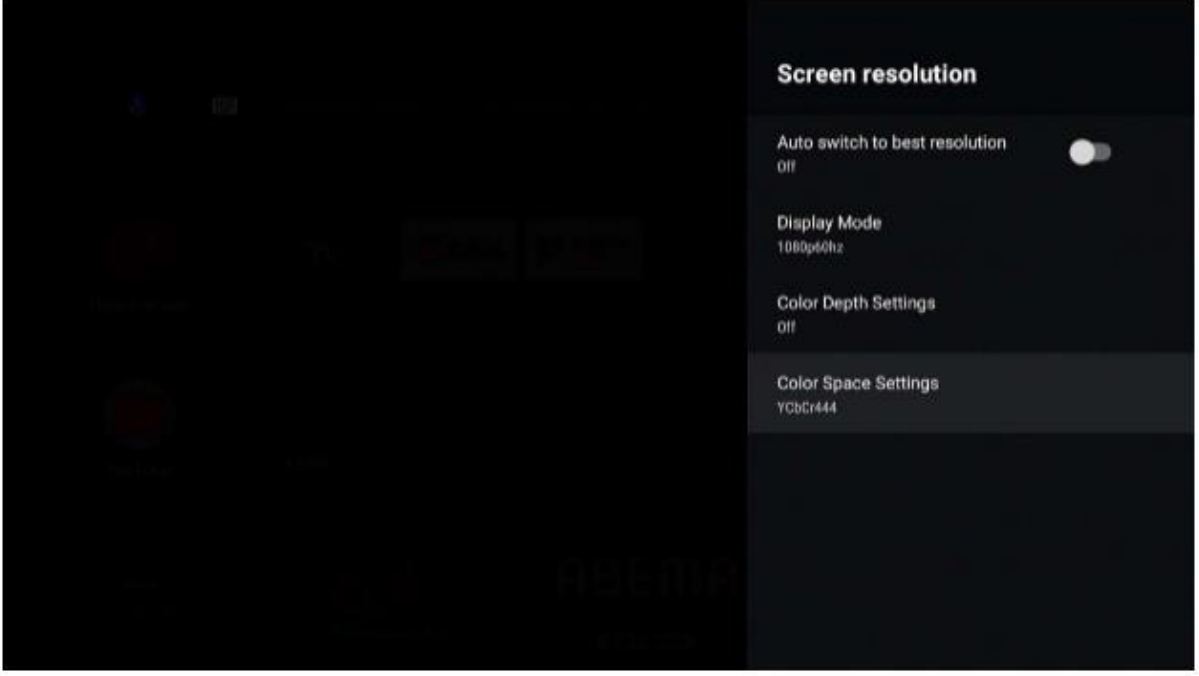 Screen resolution
Auto switch to best resolution
Off
Display Mode
1080p60hz
Color Depth Settings
Off
Color Space Settings
YCbCr444
ABEMA